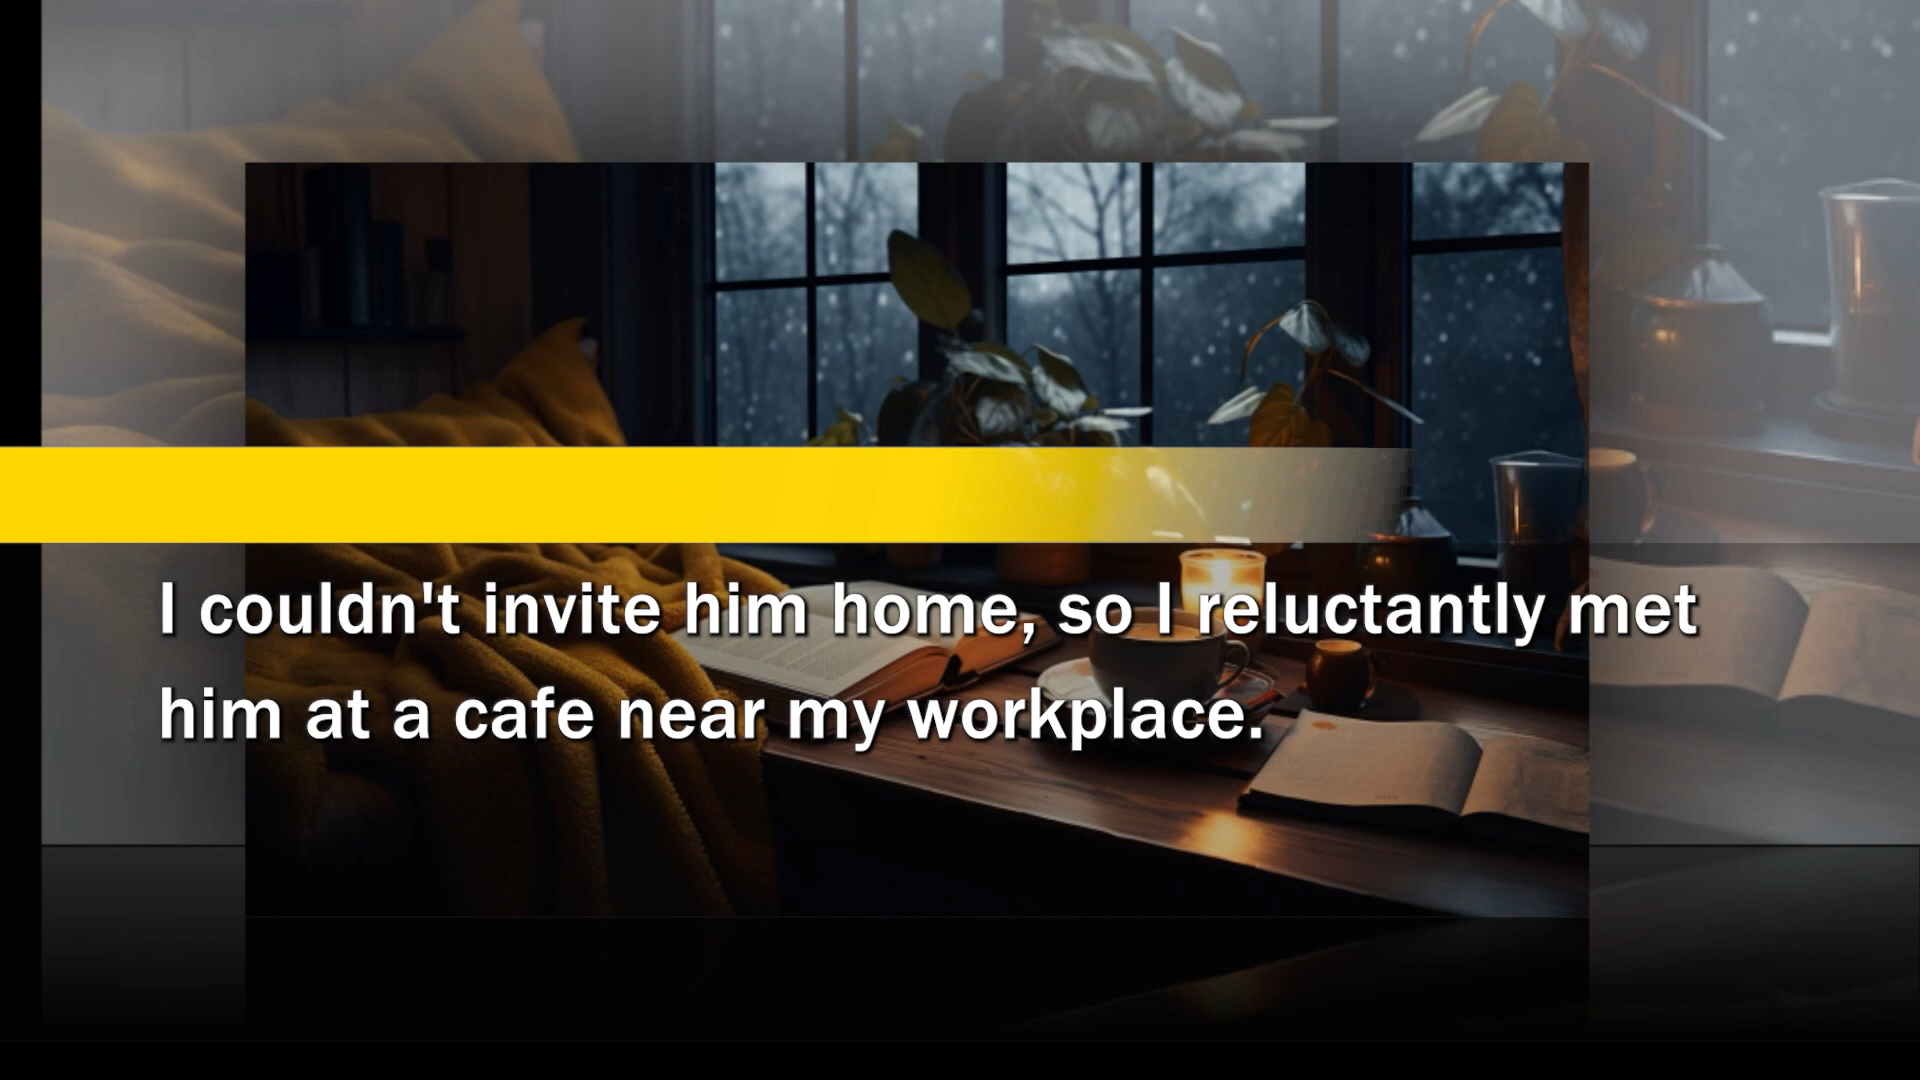 I couldn't invite him home, so I reluctantly met
him at a cafe near my workplace.